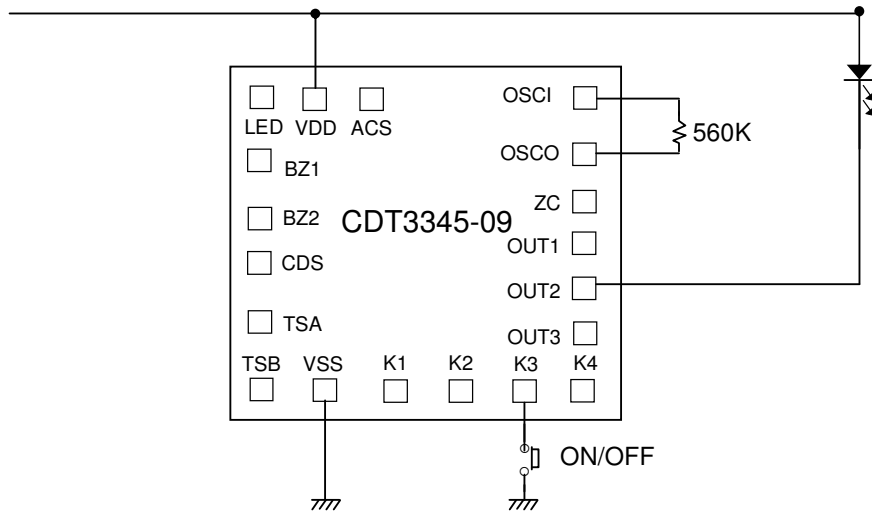 OSCI
LED VDD ACS
560K
OSCO
BZ1
ZC
BZ2
CDT3345-09
OUT1
CDS
OUT2
TSA
OUT3
TSB VSS K1 K2 K3 K4
ON/OFF